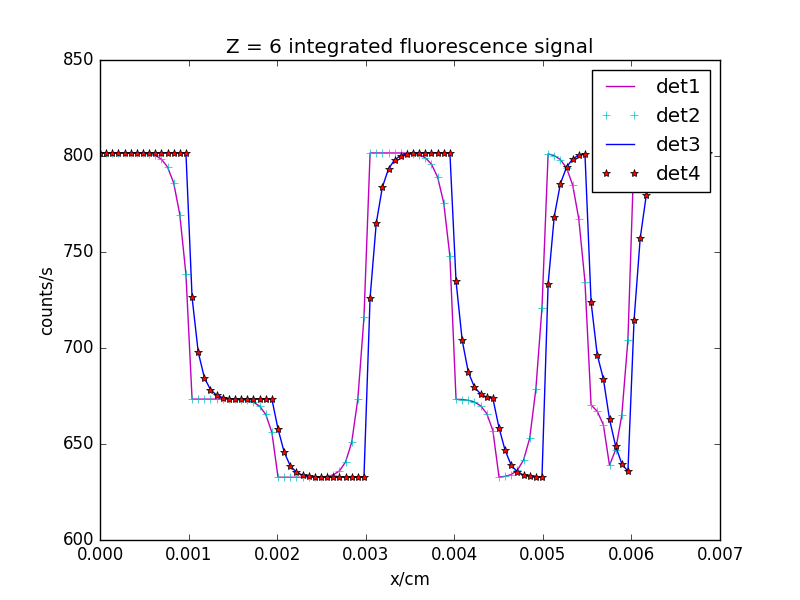 Z = 6 integrated fluorescence signal
850
800
750
700
650
600
counts/s
det1
det2
det3
det4
0.000
0.001
0.002
0.003
0.004
0.005
0.006
0.007
x/cm